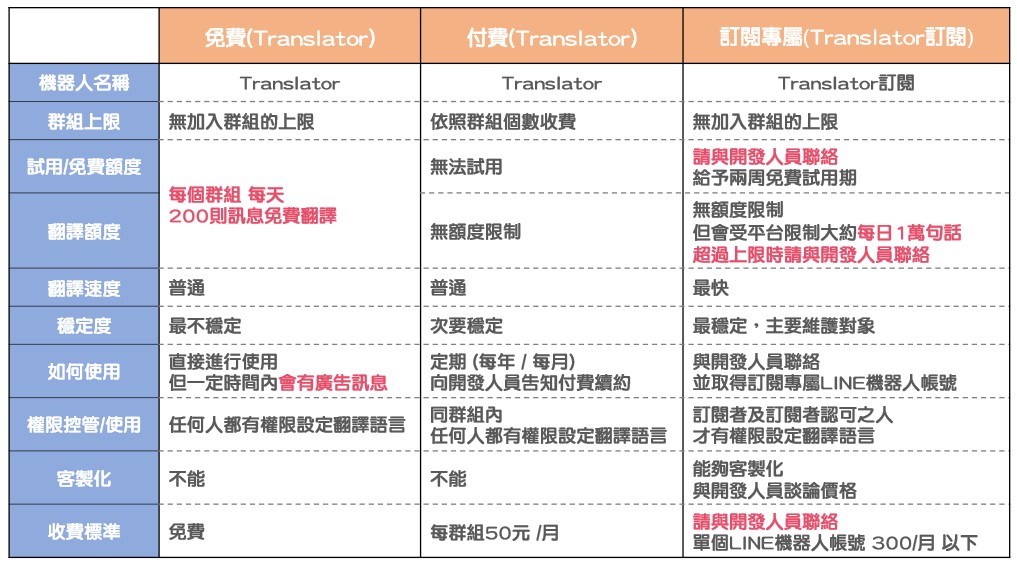 免費(Translator)
付費(Translator)
訂閱專屬(Translator訂閱)
機器人名稱
Translator
Translator
Translator訂閱
群組上限
無加入群組的上限
依照群組個數收費
無加入群組的上限
試用/免費額度
每個群組 每天
200則訊息免費翻譯
無法試用
請與開發人員聯絡
給予兩周免費試用期
翻譯額度
無額度限制
無額度限制
但會受平台限制大約每日1萬句話
超過上限時請與開發人員聯絡
翻譯速度
普通
普通
最快
穩定度
最不穩定
次要穩定
最穩定，主要維護對象
如何使用
直接進行使用
但一定時間內會有廣告訊息
定期 (每年 / 每月)
向開發人員告知付費續約
與開發人員聯絡
並取得訂閱專屬LINE機器人帳號
權限控管/使用
任何人都有權限設定翻譯語言
同群組內
任何人都有權限設定翻譯語言
訂閱者及訂閱者認可之人
才有權限設定翻譯語言
客製化
不能
不能
能夠客製化
與開發人員談論價格
收費標準
免費
每群組50元 /月
請與開發人員聯絡
單個LINE機器人帳號 300/月 以下